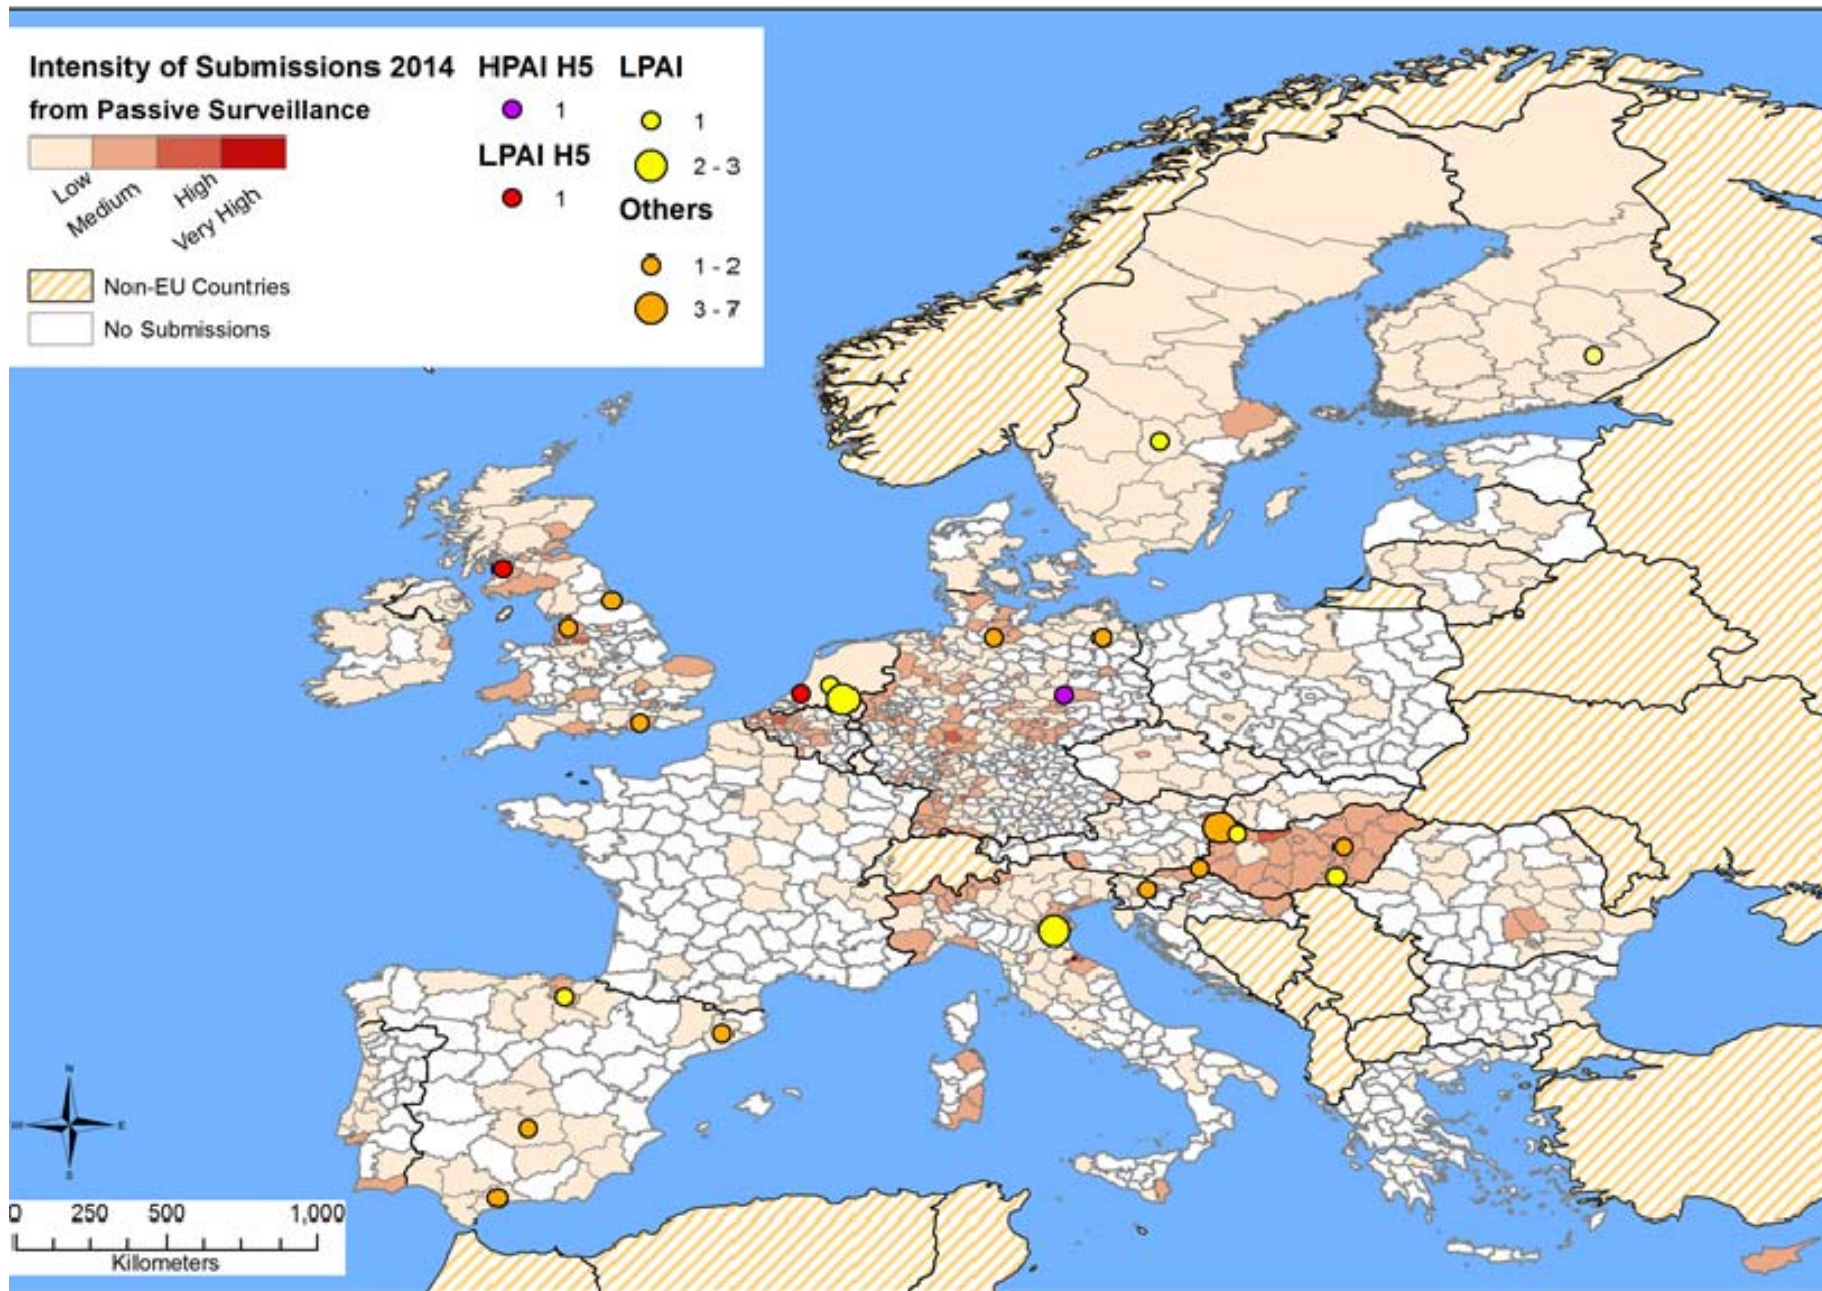 Intensity of Submissions 2014
from Passive Surveillance
Low
Medium
High
Very High
Non-EU Countries
No Submissions
HPAI H5
1
LPAI H5
1
LPAI
1
2 - 3
Others
1 - 2
3 - 7
N
E
S
0 250 500 1,000
Killometers